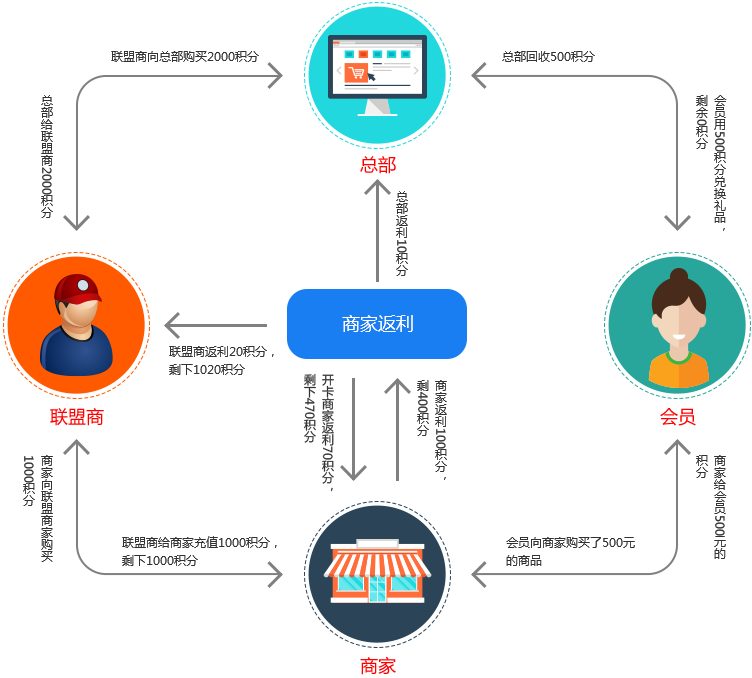 联盟商向总部购买2000积分
总部回收500积分
总部给联盟商2000积分
会员用500积分兑换礼品，
剩余0积分
总部
总部返利10积分
商家返利
联盟商返利20积分，
剩下1020积分
开卡商家返利70积分，
剩下470积分
商家返利100积分，
剩400积分
联盟商
会员
商家向联盟商家购买
1000积分
商家给会员500元的
积分
联盟商给商家充值1000积分，
剩下1000积分
会员向商家购买了500元
的商品
商家